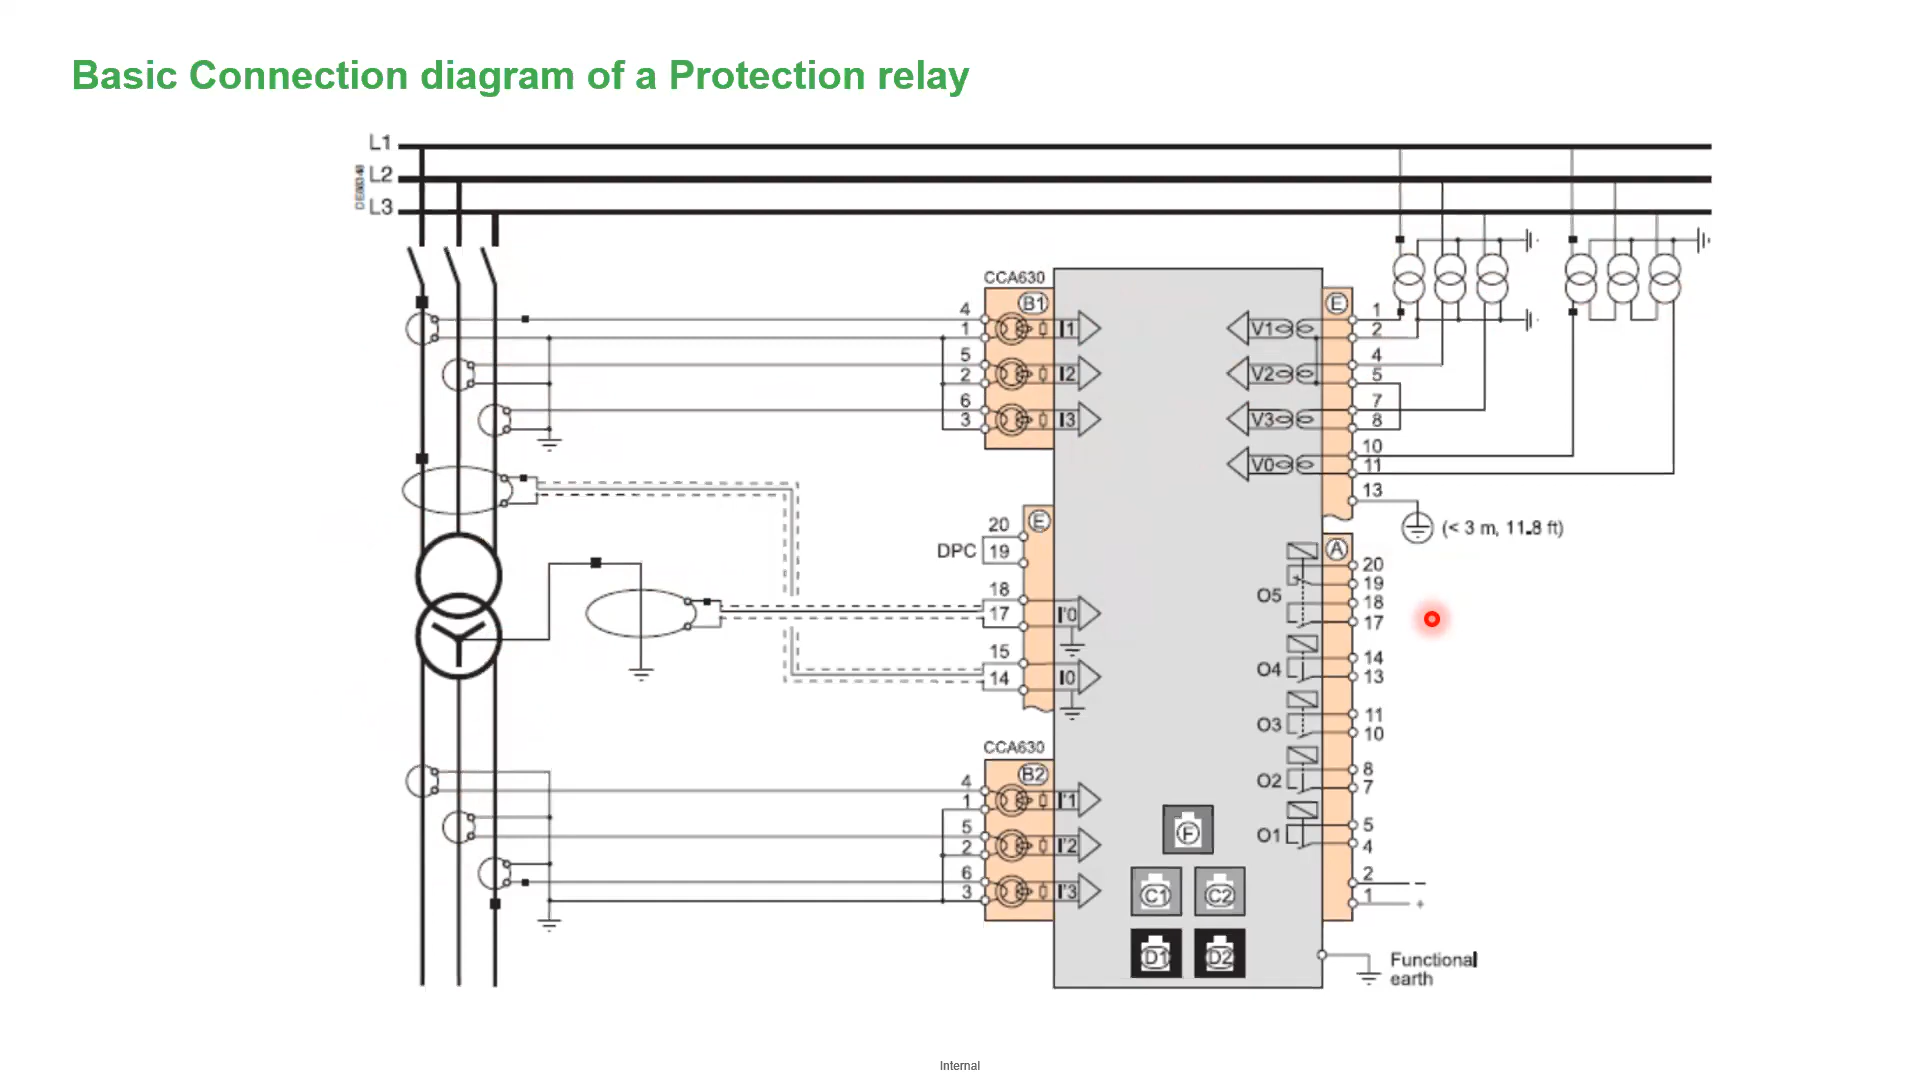 Basic Connection diagram of a Protection relay
L1
L2
L3
CCA630
B1
4
1
5
2
6
3
I1
I2
I3
E
V1
V2
V3
V0
1
2
4
5
7
8
10
11
13
(< 3 m, 11.8 ft)
20
DPC 19
18
17
15
14
E
I'0
I0
A
O5
20
19
18
17
O4
14
13
O3
11
10
O2
8
7
O1
5
4
2 −
1 +
CCA630
B2
4
1
5
2
6
3
I'1
I'2
I'3
F
C1 C2
D1 D2
Functional
earth
Internal